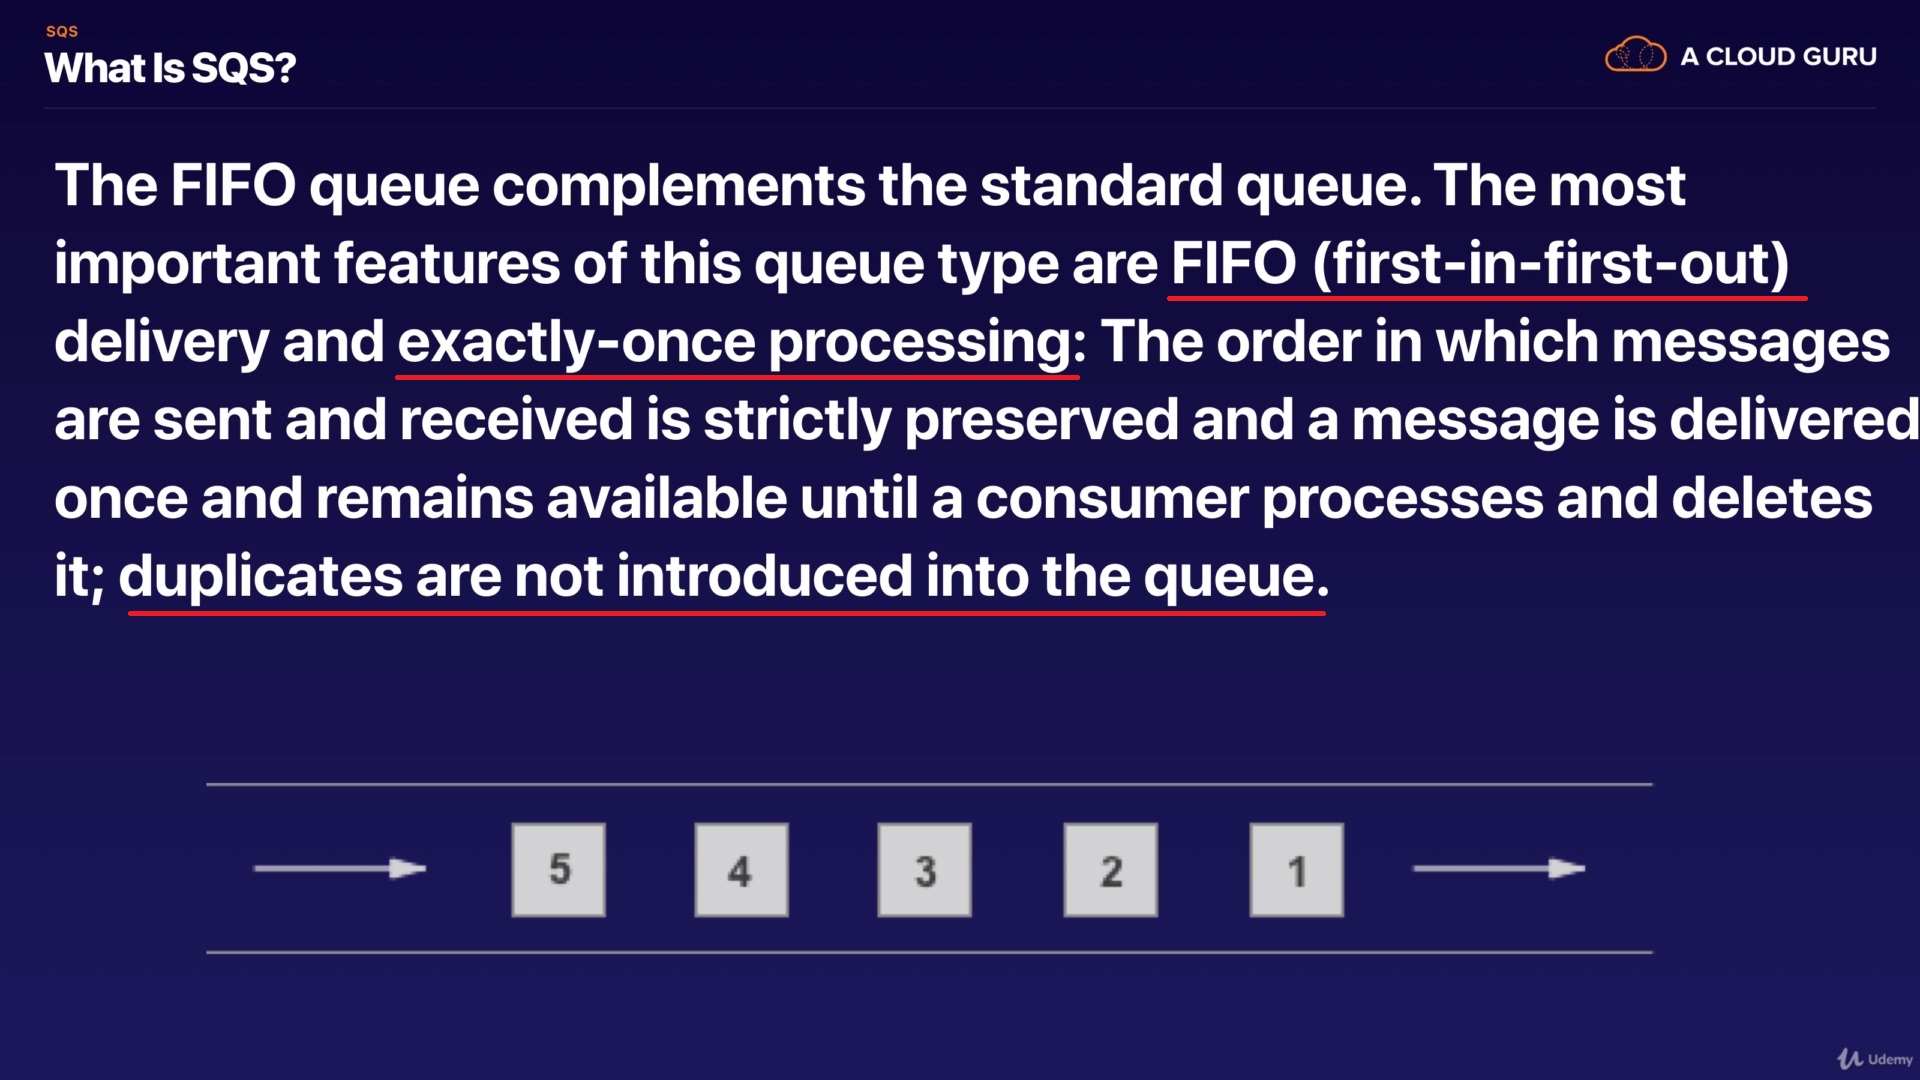 SQS
What Is SQS?
A CLOUD GURU
The FIFO queue complements the standard queue. The most
important features of this queue type are FIFO (first-in-first-out)
delivery and exactly-once processing: The order in which messages
are sent and received is strictly preserved and a message is delivered
once and remains available until a consumer processes and deletes
it; duplicates are not introduced into the queue.
5 4 3 2 1
Udemy